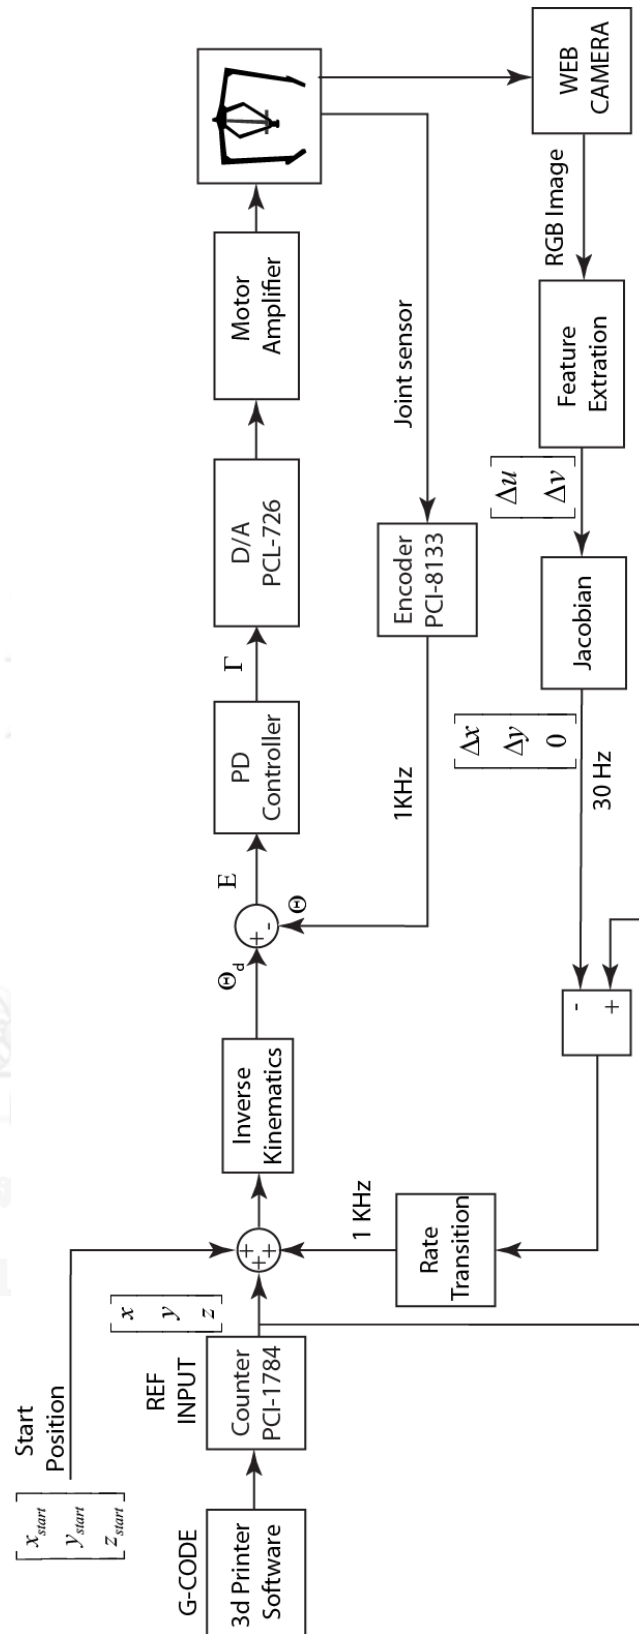 Start
Position
[x_start
y_start
z_start]
G-CODE
3d Printer
Software
REF
INPUT
Counter
PCI-1784
[x
y
z]
+
+
+
Inverse
Kinematics
Θ_d
+
-
Θ
E
PD
Controller
Γ
D/A
PCL-726
Motor
Amplifier
Joint sensor
Encoder
PCI-8133
1KHz
1 KHz
Rate
Transition
WEB
CAMERA
RGB Image
Feature
Extration
[Δu
Δv]
Jacobian
[Δx
Δy
0]
30 Hz
-
+